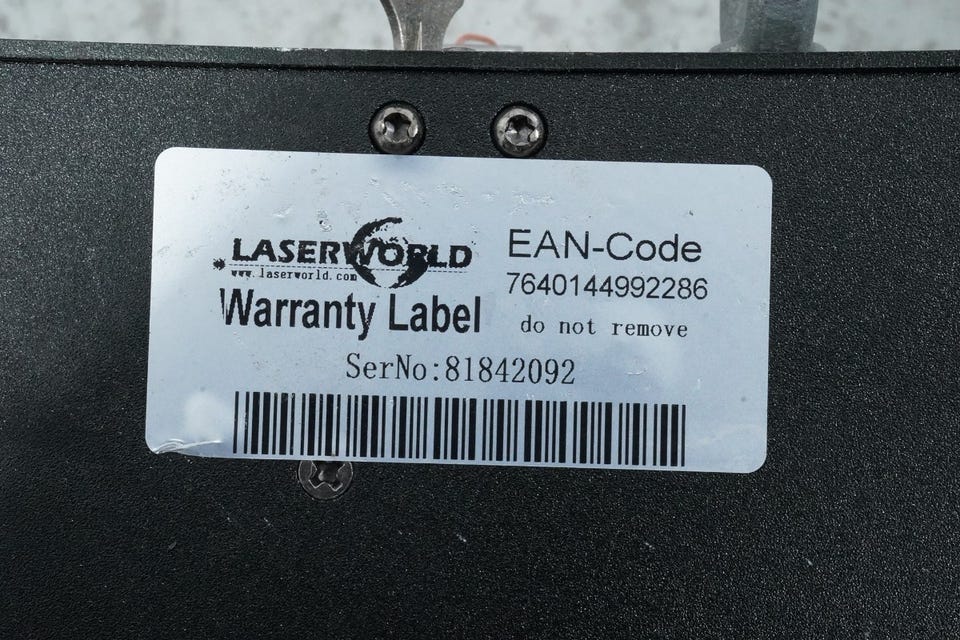 LASERWORLD
www.laserworld.com
Warranty Label
EAN-Code
7640144992286
do not remove
SerNo:81842092